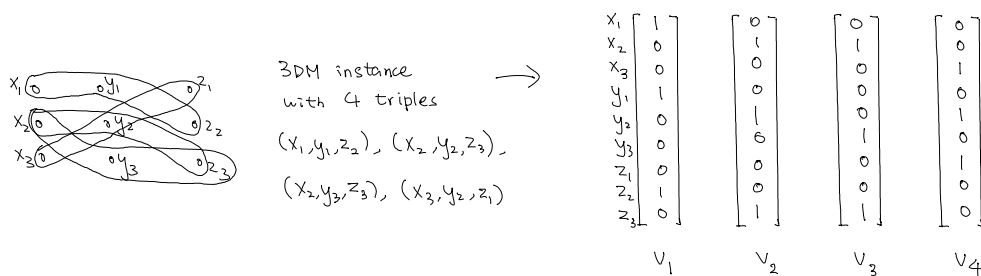 x₁ y₁ z₁
x₂ y₂ z₂
x₃ y₃ z₃
3DM instance
with 4 triples
(x₁,y₁,z₂), (x₂,y₂,z₃),
(x₂,y₃,z₃), (x₃,y₂,z₁)
x₁ 1 0 0 0
x₂ 0 1 1 0
x₃ 0 0 0 1
y₁ 1 0 0 0
y₂ 0 1 0 1
y₃ 0 0 1 0
z₁ 0 0 0 1
z₂ 1 0 0 0
z₃ 0 1 1 0
V₁ V₂ V₃ V₄